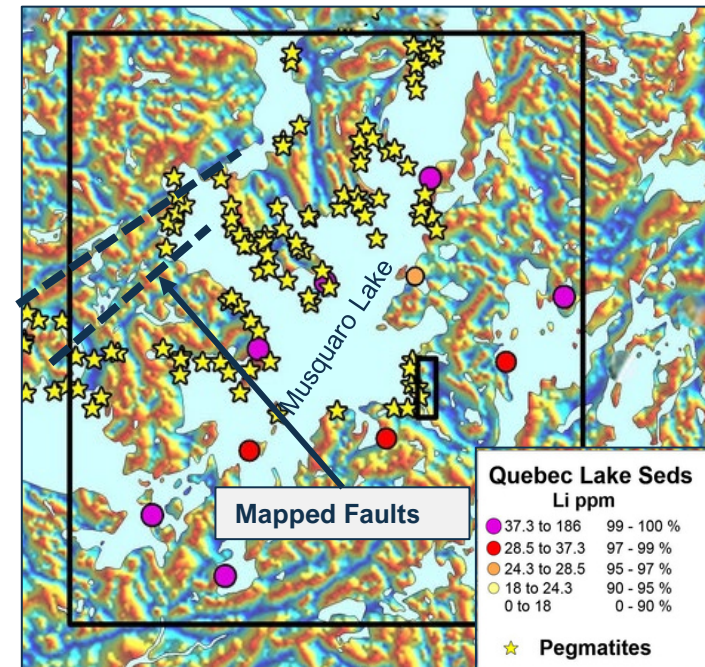 Musquaro Lake
Mapped Faults
Quebec Lake Seds
Li ppm
37.3 to 186 99 - 100 %
28.5 to 37.3 97 - 99 %
24.3 to 28.5 95 - 97 %
18 to 24.3 90 - 95 %
0 to 18 0 - 90 %
Pegmatites